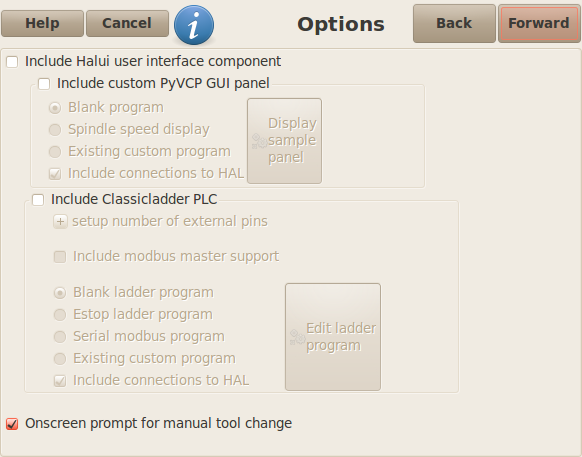 Help
Cancel
i
Options
Back
Forward
Include Halui user interface component
Include custom PyVCP GUI panel
Blank program
Spindle speed display
Existing custom program
Include connections to HAL
Display
sample
panel
Include Classicladder PLC
setup number of external pins
Include modbus master support
Blank ladder program
Estop ladder program
Serial modbus program
Existing custom program
Include connections to HAL
Edit ladder
program
Onscreen prompt for manual tool change